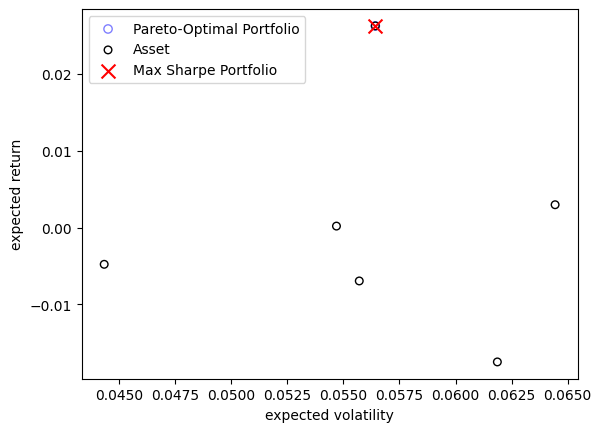 Pareto-Optimal Portfolio
Asset
Max Sharpe Portfolio
0.02
0.01
0.00
−0.01
expected return
0.0450 0.0475 0.0500 0.0525 0.0550 0.0575 0.0600 0.0625 0.0650
expected volatility